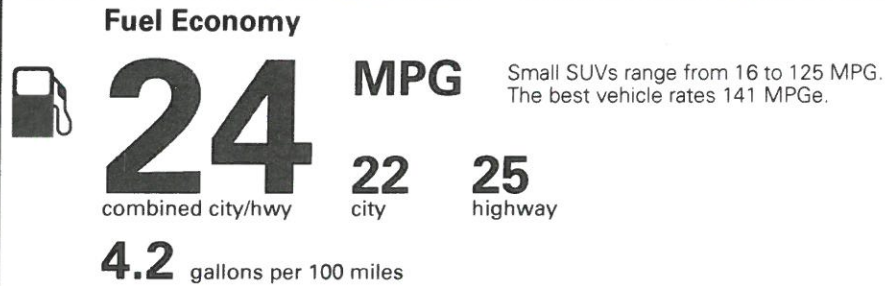 Fuel Economy
24 MPG
Small SUVs range from 16 to 125 MPG.
The best vehicle rates 141 MPGe.
combined city/hwy
22 city
25 highway
4.2 gallons per 100 miles